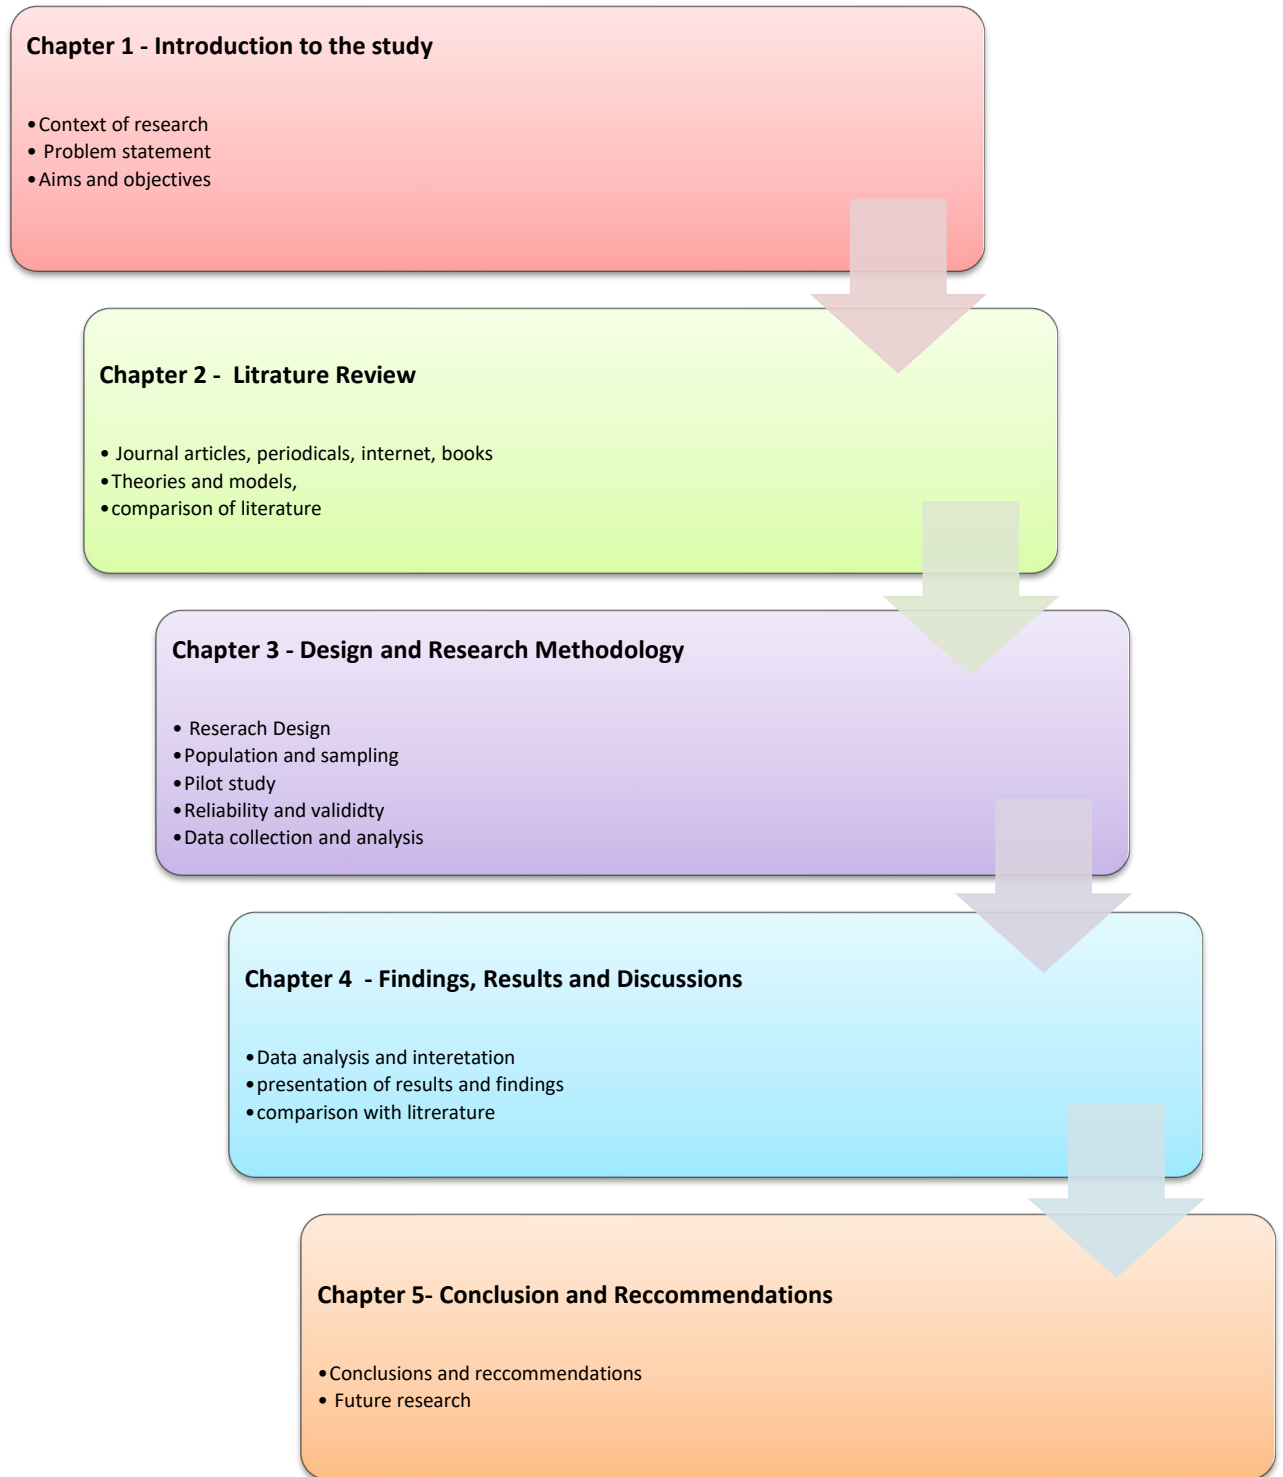 Chapter 1 - Introduction to the study
•Context of research
• Problem statement
•Aims and objectives
Chapter 2 -  Litrature Review
• Journal articles, periodicals, internet, books
•Theories and models,
•comparison of literature
Chapter 3 - Design and Research Methodology
• Reserach Design
•Population and sampling
•Pilot study
•Reliability and valididty
•Data collection and analysis
Chapter 4  - Findings, Results and Discussions
•Data analysis and interetation
•presentation of results and findings
•comparison with litrerature
Chapter 5- Conclusion and Reccommendations
•Conclusions and reccommendations
• Future research